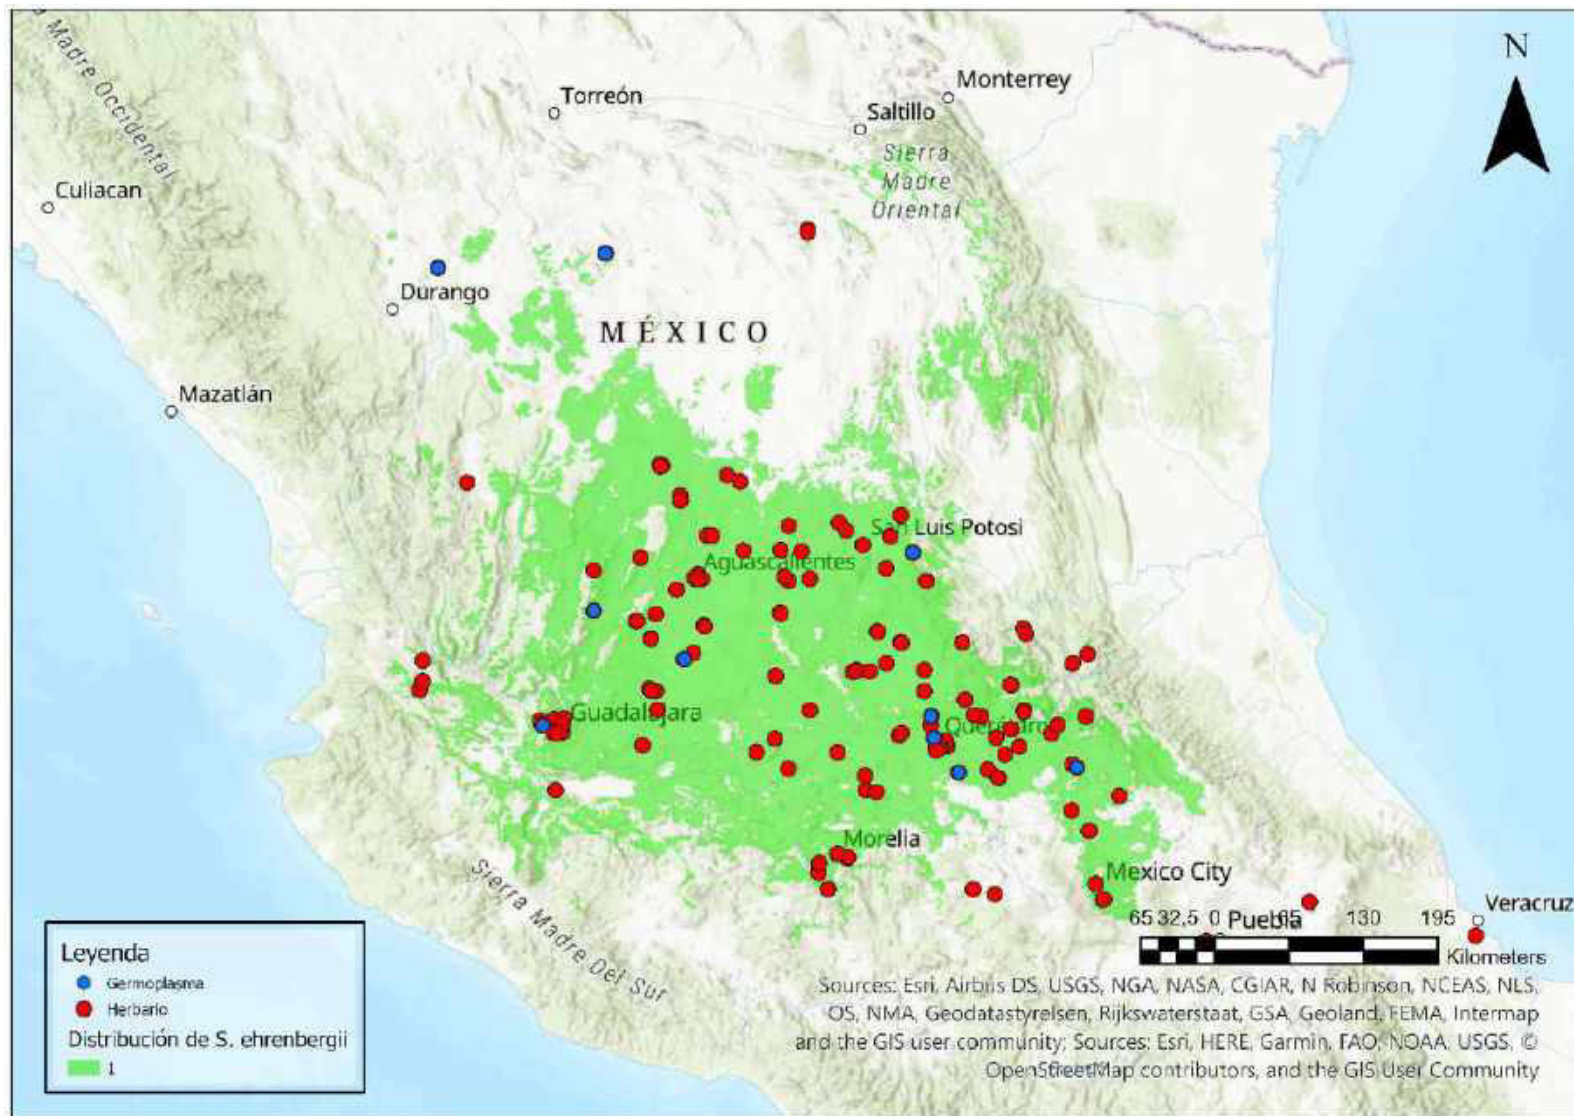 N
Monterrey
Torreón
Saltillo
Sierra
Madre
Oriental
a Madre Occidental
Culiacan
Durango
MÉXICO
Mazatlán
San Luis Potosi
Aguascalientes
Guadalajara
Querétaro
Morelia
Mexico City
Sierra Madre Del Sur
Puebla
Veracruz
65 32,5 0 65 130 195
Kilometers
Leyenda
Germoplasma
Herbario
Distribución de S. ehrenbergii
1
Sources: Esri, Airbus DS, USGS, NGA, NASA, CGIAR, N Robinson, NCEAS, NLS,
OS, NMA, Geodatastyrelsen, Rijkswaterstaat, GSA, Geoland, FEMA, Intermap
and the GIS user community; Sources: Esri, HERE, Garmin, FAO, NOAA, USGS, ©
OpenStreetMap contributors, and the GIS User Community